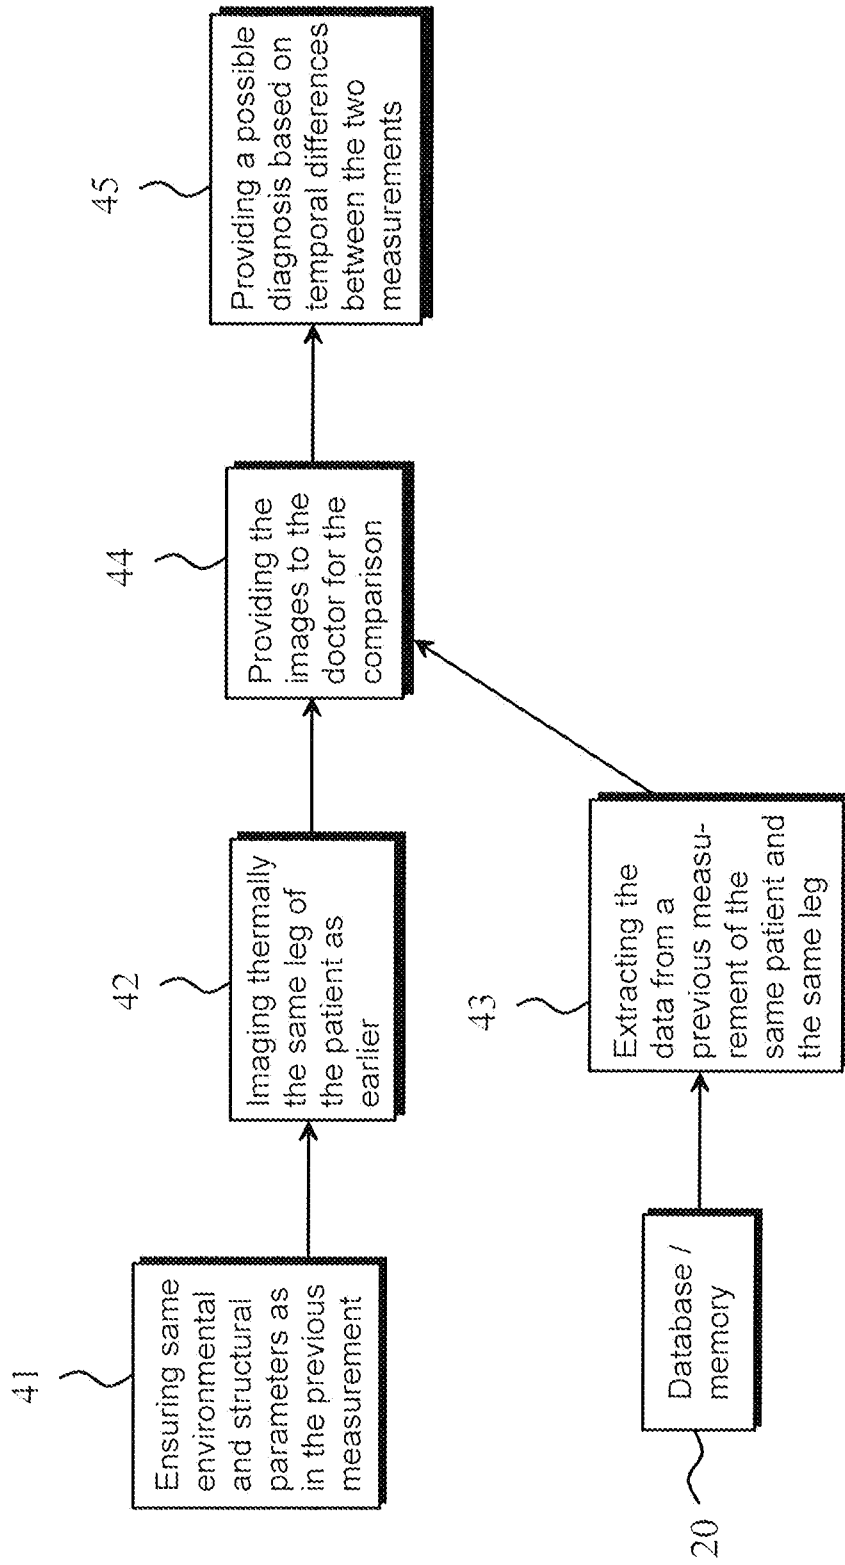 41
Ensuring same
environmental
and structural
parameters as
in the previous
measurement
42
Imaging thermally
the same leg of
the patient as
earlier
44
Providing the
images to the
doctor for the
comparison
45
Providing a possible
diagnosis based on
temporal differences
between the two
measurements
20
Database /
memory
43
Extracting the
data from a
previous measu-
rement of the
same patient and
the same leg